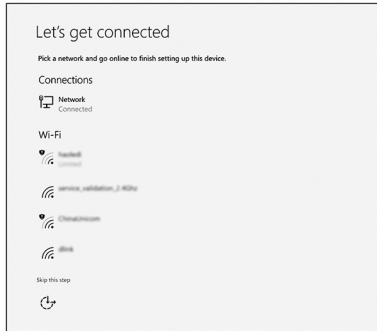 Let's get connected
Pick a network and go online to finish setting up this device.
Connections
Network
Connected
Wi-Fi
Limited
service_validation_2.4Ghz
ChinaUnicom
dlink
Skip this step